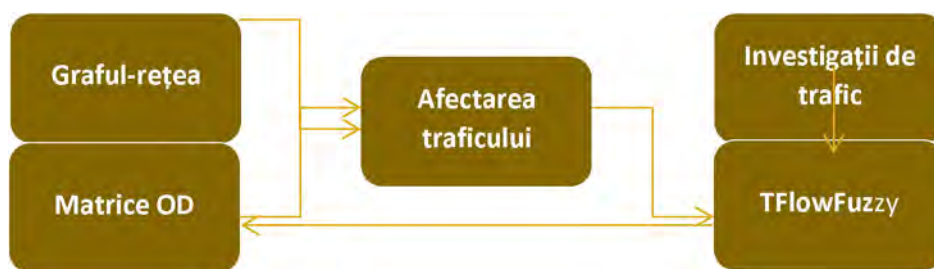 Graful-rețea
Matrice OD
Afectarea
traficului
Investigații de
trafic
TFlowFuzzy